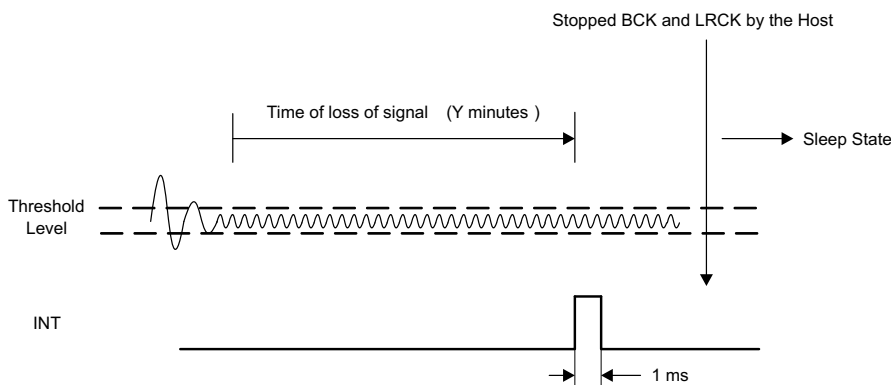 Stopped BCK and LRCK by the Host
Time of loss of signal (Y minutes )
Sleep State
Threshold
Level
INT
1 ms